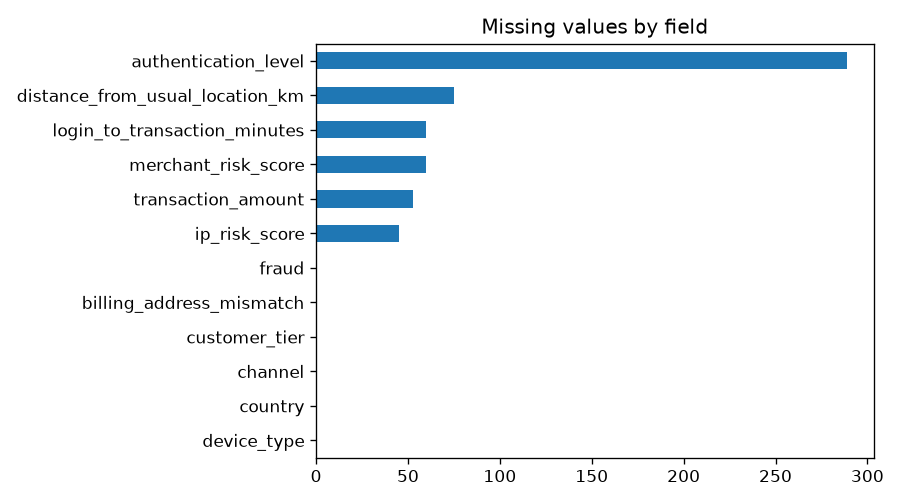 Missing values by field
authentication_level
distance_from_usual_location_km
login_to_transaction_minutes
merchant_risk_score
transaction_amount
ip_risk_score
fraud
billing_address_mismatch
customer_tier
channel
country
device_type
0 50 100 150 200 250 300